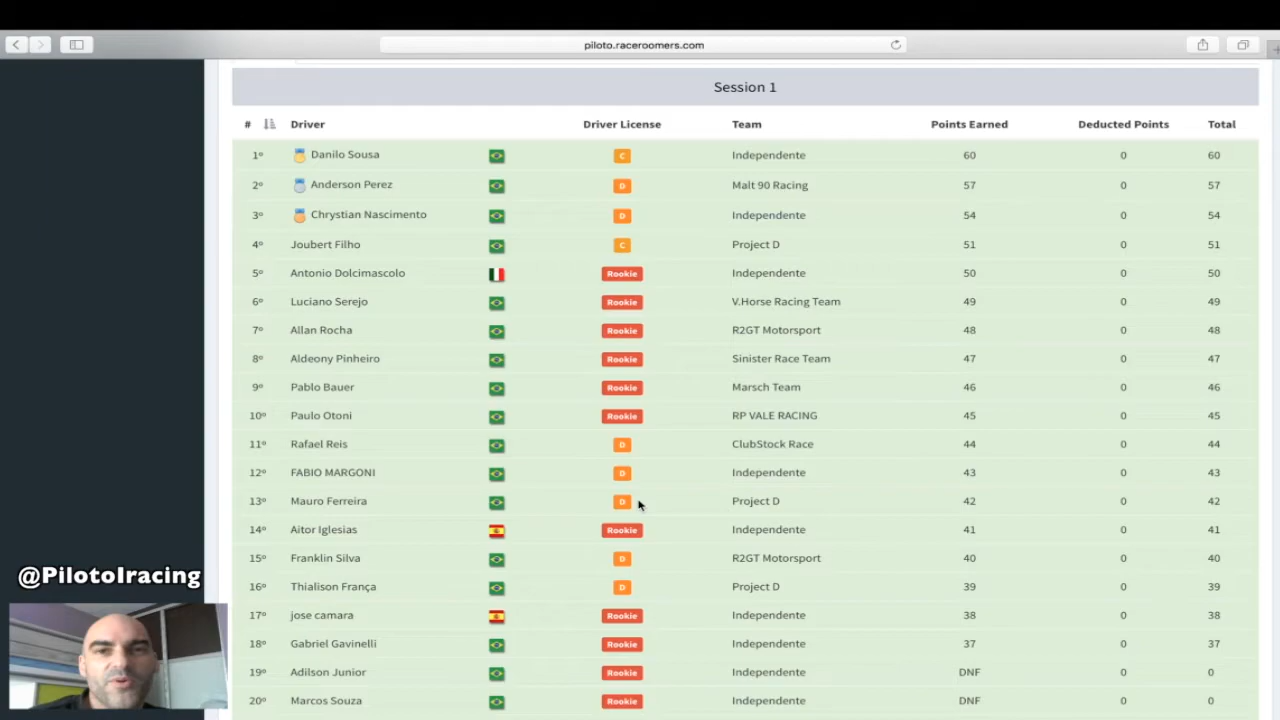 piloto.raceroomers.com
Session 1
# Driver Driver License Team Points Earned Deducted Points Total
1º Danilo Sousa C Independente 60 0 60
2º Anderson Perez D Malt 90 Racing 57 0 57
3º Chrystian Nascimento D Independente 54 0 54
4º Joubert Filho C Project D 51 0 51
5º Antonio Dolcimascolo Rookie Independente 50 0 50
6º Luciano Serejo Rookie V.Horse Racing Team 49 0 49
7º Allan Rocha Rookie R2GT Motorsport 48 0 48
8º Aldeony Pinheiro Rookie Sinister Race Team 47 0 47
9º Pablo Bauer Rookie Marsch Team 46 0 46
10º Paulo Otoni Rookie RP VALE RACING 45 0 45
11º Rafael Reis D ClubStock Race 44 0 44
12º FABIO MARGONI D Independente 43 0 43
13º Mauro Ferreira D Project D 42 0 42
14º Aitor Iglesias Rookie Independente 41 0 41
15º Franklin Silva D R2GT Motorsport 40 0 40
16º Thialison França D Project D 39 0 39
17º jose camara Rookie Independente 38 0 38
18º Gabriel Gavinelli Rookie Independente 37 0 37
19º Adilson Junior Rookie Independente DNF 0 0
20º Marcos Souza Rookie Independente DNF 0 0
@PilotoIracing